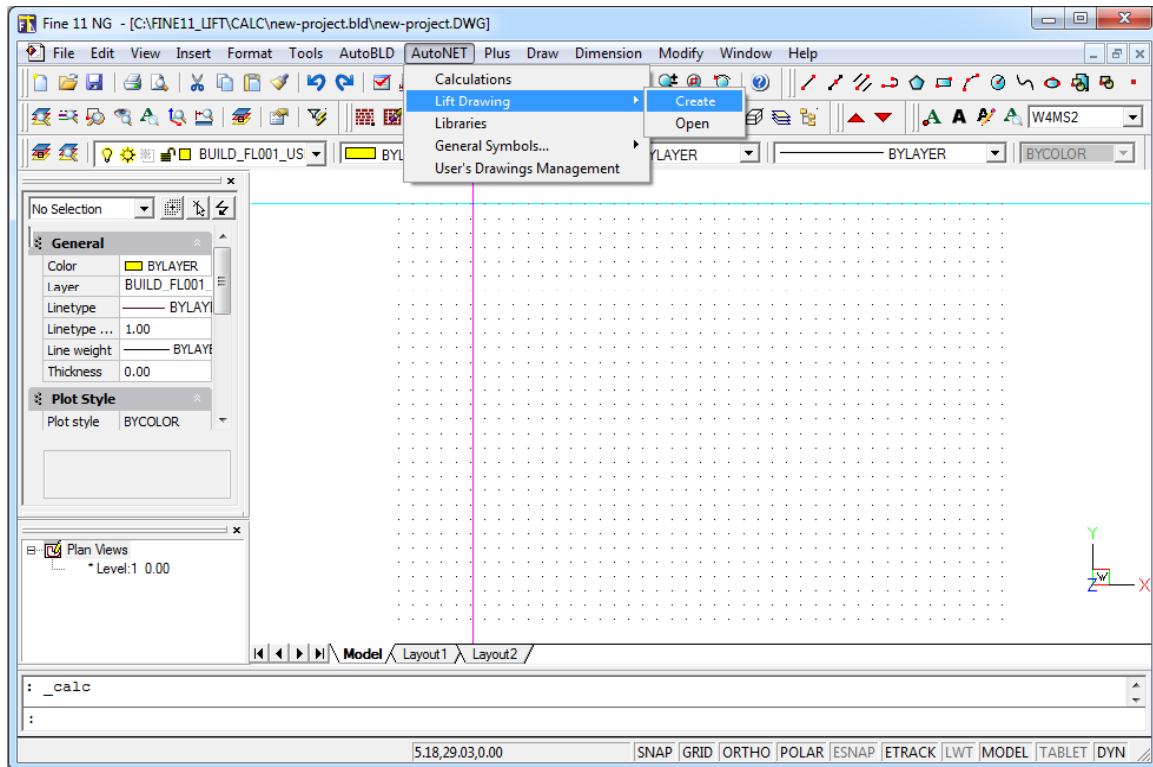 Fine 11 NG - [C:\FINE11_LIFT\CALC\new-project.bld\new-project.DWG]
File Edit View Insert Format Tools AutoBLD AutoNET Plus Draw Dimension Modify Window Help
Calculations
Lift Drawing Create
Libraries Open
General Symbols...
User's Drawings Management
W4MS2
BUILD_FL001_US BYL YLAYER BYLAYER BYCOLOR
No Selection
General
Color BYLAYER
Layer BUILD_FL001_
Linetype BYLAYI
Linetype ... 1.00
Line weight BYLAYE
Thickness 0.00
Plot Style
Plot style BYCOLOR
Plan Views
* Level:1 0.00
Y
W
Z X
Model Layout1 Layout2
: _calc
:
5.18,29.03,0.00 SNAP GRID ORTHO POLAR ESNAP ETRACK LWT MODEL TABLET DYN